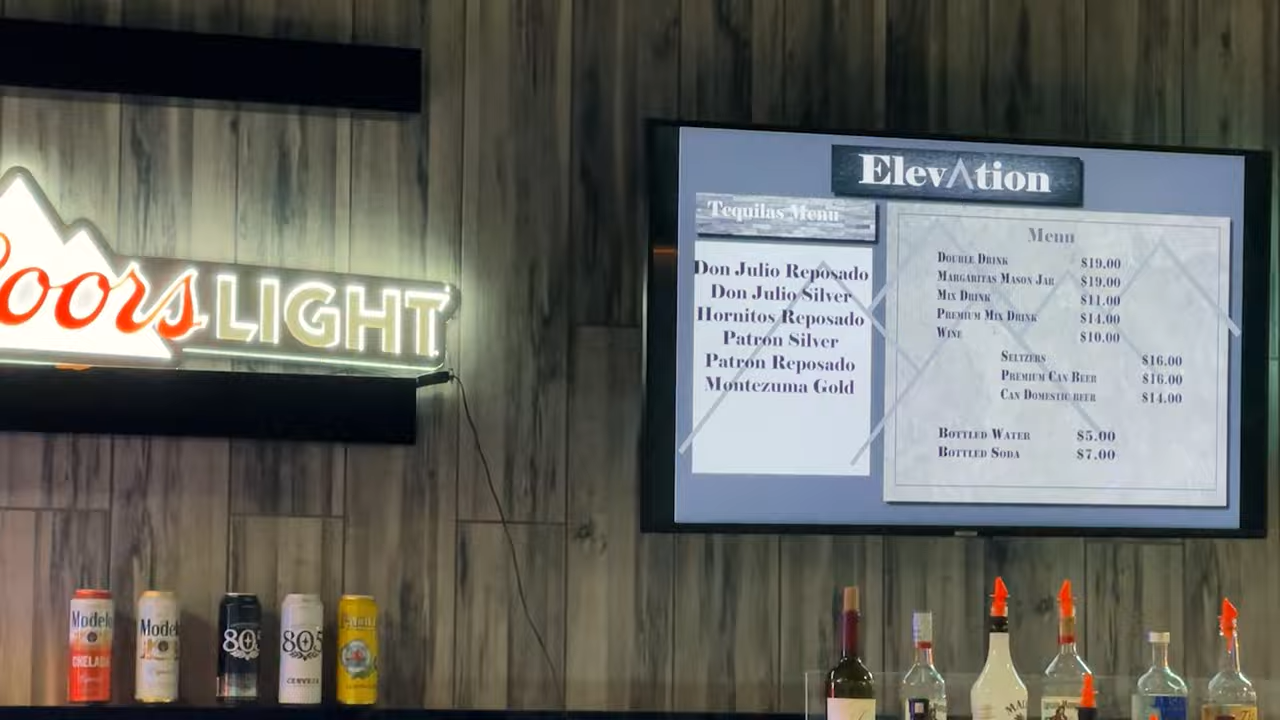 Coors LIGHT
ElevAtion
Tequilas Menu
Don Julio Reposado
Don Julio Silver
Hornitos Reposado
Patron Silver
Patron Reposado
Montezuma Gold
Menu
Double Drink $19.00
Margaritas Mason Jar $19.00
Mix Drink $11.00
Premium Mix Drink $14.00
Wine $10.00
Seltzers $16.00
Premium Can Beer $16.00
Can Domestic beer $14.00
Bottled Water $5.00
Bottled Soda $7.00
Modelo
CHELADA
Modelo
805
805
CERVEZA